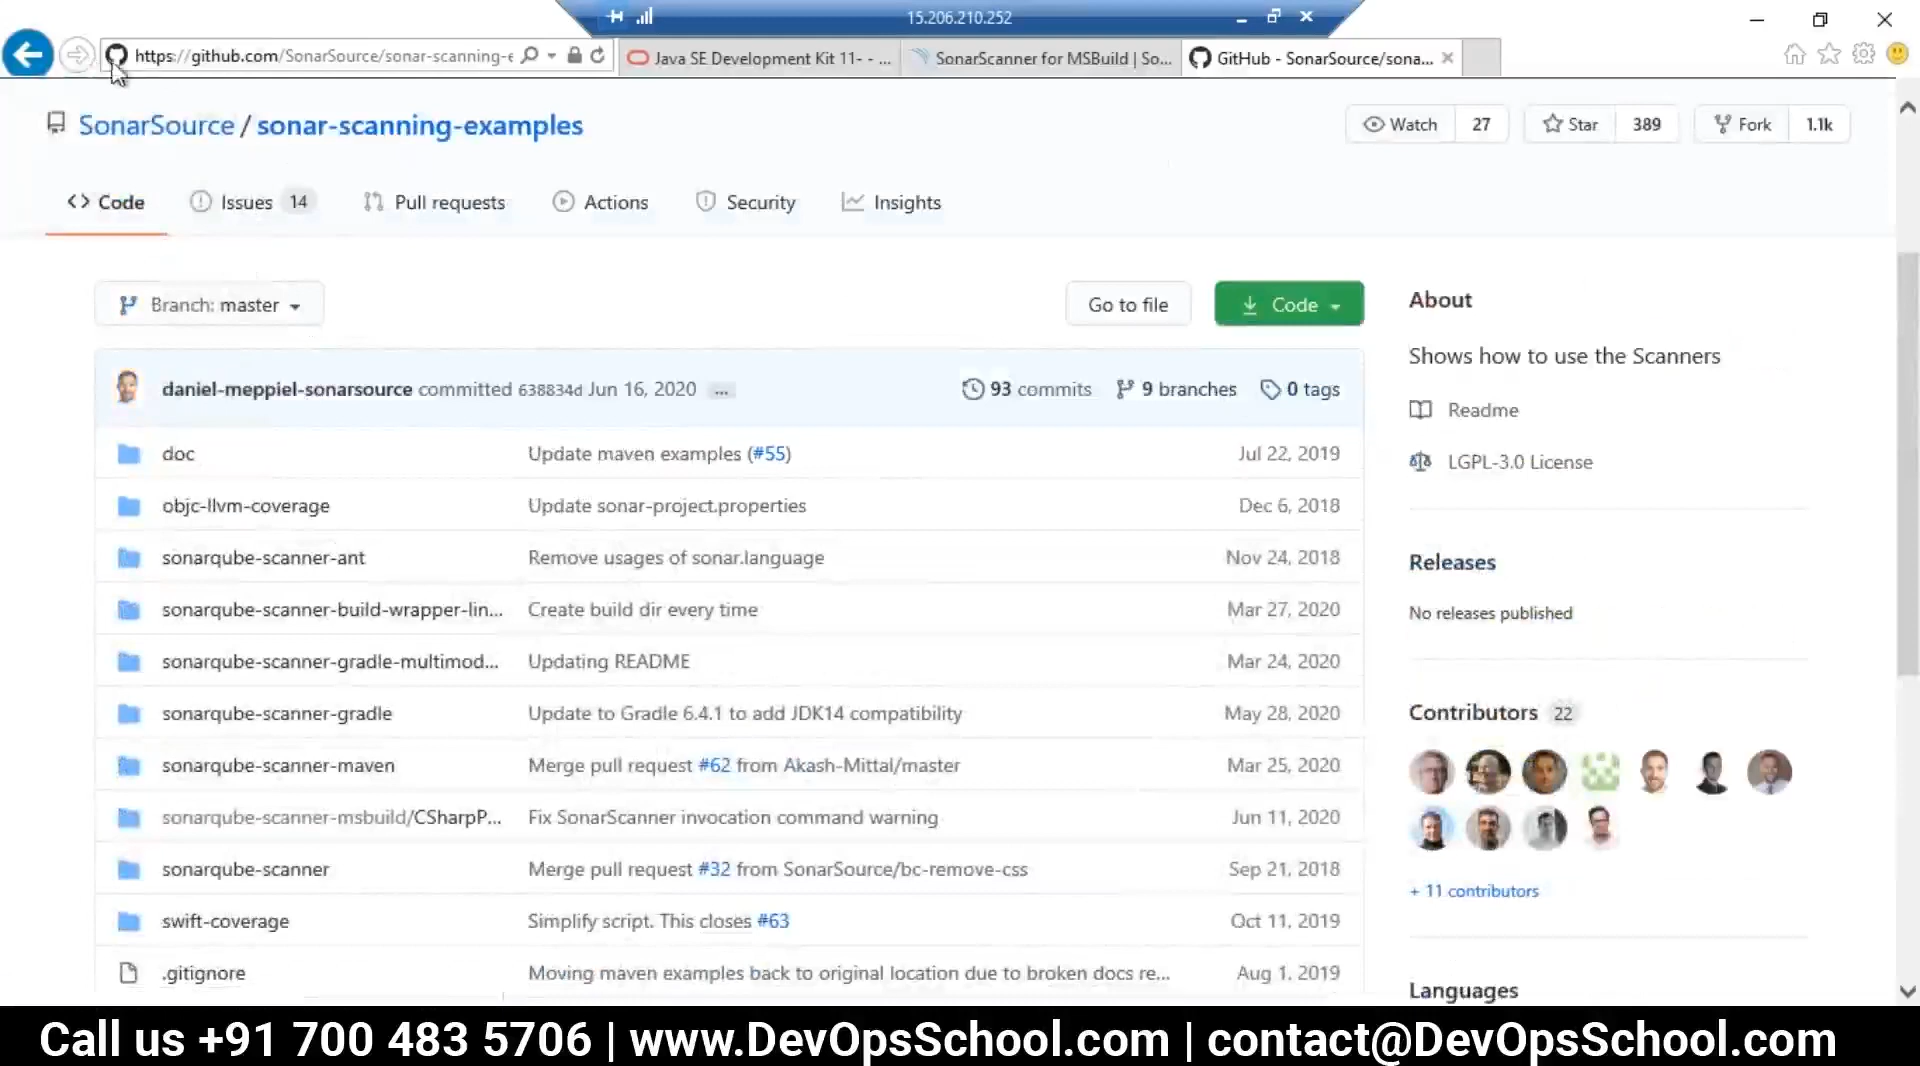 15.206.210.252
https://github.com/SonarSource/sonar-scanning-e
Java SE Development Kit 11- - ...
SonarScanner for MSBuild | So...
GitHub - SonarSource/sona...
SonarSource / sonar-scanning-examples
Watch 27
Star 389
Fork 1.1k
Code
Issues 14
Pull requests
Actions
Security
Insights
Branch: master
Go to file
Code
daniel-meppiel-sonarsource committed 638834d Jun 16, 2020 ...
93 commits
9 branches
0 tags
doc Update maven examples (#55) Jul 22, 2019
objc-llvm-coverage Update sonar-project.properties Dec 6, 2018
sonarqube-scanner-ant Remove usages of sonar.language Nov 24, 2018
sonarqube-scanner-build-wrapper-lin... Create build dir every time Mar 27, 2020
sonarqube-scanner-gradle-multimod... Updating README Mar 24, 2020
sonarqube-scanner-gradle Update to Gradle 6.4.1 to add JDK14 compatibility May 28, 2020
sonarqube-scanner-maven Merge pull request #62 from Akash-Mittal/master Mar 25, 2020
sonarqube-scanner-msbuild/CSharpP... Fix SonarScanner invocation command warning Jun 11, 2020
sonarqube-scanner Merge pull request #32 from SonarSource/bc-remove-css Sep 21, 2018
swift-coverage Simplify script. This closes #63 Oct 11, 2019
.gitignore Moving maven examples back to original location due to broken docs re... Aug 1, 2019
About
Shows how to use the Scanners
Readme
LGPL-3.0 License
Releases
No releases published
Contributors 22
+ 11 contributors
Languages
Call us +91 700 483 5706 | www.DevOpsSchool.com | contact@DevOpsSchool.com